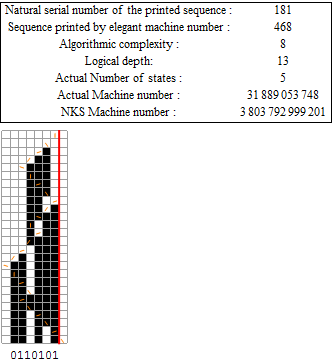 Natural serial number of the printed sequence : 181
Sequence printed by elegant machine number : 468
Algorithmic complexity : 8
Logical depth: 13
Actual Number of states : 5
Actual Machine number : 31 889 053 748
NKS Machine number : 3 803 792 999 201
0110101